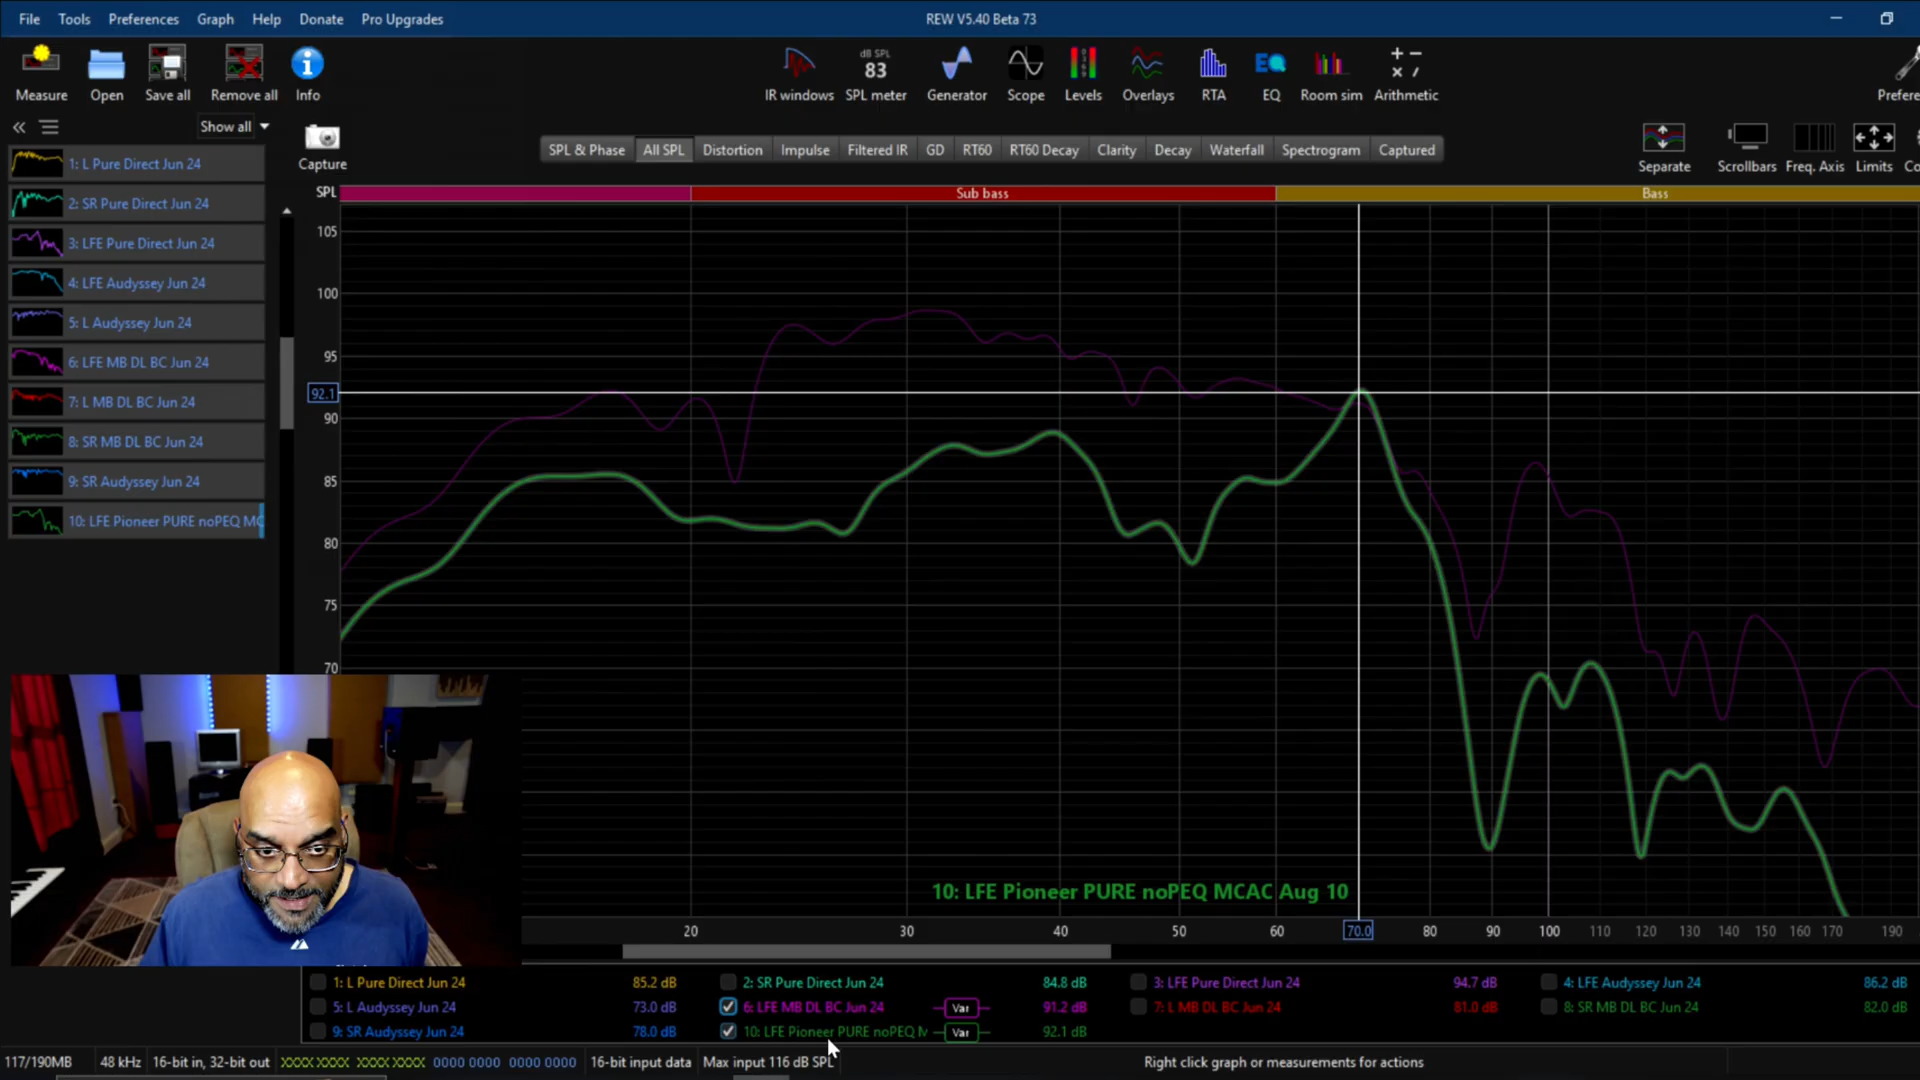 File Tools Preferences Graph Help Donate Pro Upgrades
REW V5.40 Beta 73
Measure Open Save all Remove all Info
dB SPL
83
IR windows SPL meter Generator Scope Levels Overlays RTA EQ Room sim Arithmetic
Show all
Capture
SPL & Phase All SPL Distortion Impulse Filtered IR GD RT60 RT60 Decay Clarity Decay Waterfall Spectrogram Captured
Separate Scrollbars Freq. Axis Limits
1: L Pure Direct Jun 24
2: SR Pure Direct Jun 24
3: LFE Pure Direct Jun 24
4: LFE Audyssey Jun 24
5: L Audyssey Jun 24
6: LFE MB DL BC Jun 24
7: L MB DL BC Jun 24
8: SR MB DL BC Jun 24
9: SR Audyssey Jun 24
10: LFE Pioneer PURE noPEQ MC
SPL
Sub bass
Bass
105
100
95
92.1
90
85
80
75
70
10: LFE Pioneer PURE noPEQ MCAC Aug 10
20 30 40 50 60 70.0 80 90 100 110 120 130 140 150 160 170 190
1: L Pure Direct Jun 24 85.2 dB 2: SR Pure Direct Jun 24 84.8 dB 3: LFE Pure Direct Jun 24 94.7 dB 4: LFE Audyssey Jun 24 86.2 dB
5: L Audyssey Jun 24 73.0 dB 6: LFE MB DL BC Jun 24 Var 91.2 dB 7: L MB DL BC Jun 24 81.0 dB 8: SR MB DL BC Jun 24 82.0 dB
9: SR Audyssey Jun 24 78.0 dB 10: LFE Pioneer PURE noPEQ M Var 92.1 dB
117/190MB 48 kHz 16-bit in, 32-bit out XXXX XXXX XXXX XXXX 0000 0000 0000 0000 16-bit input data Max input 116 dB SPL Right click graph or measurements for actions